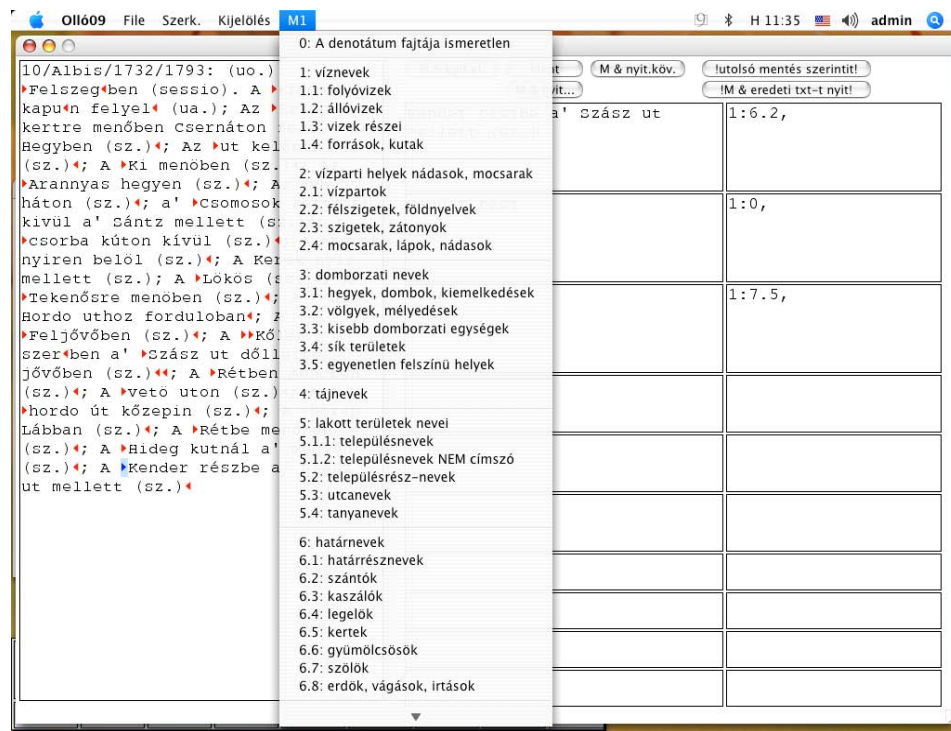 Olló09 File Szerk. Kijelölés M1 H 11:35 admin
0: A denotátum fajtája ismeretlen
1: víznevek
1.1: folyóvizek
1.2: állóvizek
1.3: vizek részei
1.4: források, kutak
2: vízparti helyek nádasok, mocsarak
2.1: vízpartok
2.2: félszigetek, földnyelvek
2.3: szigetek, zátonyok
2.4: mocsarak, lápok, nádasok
3: domborzati nevek
3.1: hegyek, dombok, kiemelkedések
3.2: völgyek, mélyedések
3.3: kisebb domborzati egységek
3.4: sík területek
3.5: egyenetlen felszínü helyek
4: tájnevek
5: lakott területek nevei
5.1.1: településnevek
5.1.2: településnevek NEM címszó
5.2: településrész-nevek
5.3: utcanevek
5.4: tanyanevek
6: határnevek
6.1: határrésznevek
6.2: szántók
6.3: kaszálók
6.4: legelök
6.5: kertek
6.6: gyümölcsösök
6.7: szölök
6.8: erdök, vágások, irtások
10/Albis/1732/1793: (uo.)
Felszegben (sessio). A
kapun felyel (ua.); Az
kertre menőben Csernáton
Hegyben (sz.); Az ut
(sz.); A Ki menöben (sz.
Arannyas hegyen (sz.);
háton (sz.); a' Csomosok
kivül a' Sántz mellett
csorba kúton kívül (sz.)
nyiren belöl (sz.); A
mellett (sz.); A Lökös
Tekenősre menöben (sz.);
Hordo uthoz forduloban;
Feljővőben (sz.); A
szerben a' Szász ut
jővőben (sz.); A Rétben
(sz.); A vetö uton (sz.)
hordo út kőzepin (sz.);
Lábban (sz.); A Rétbe
(sz.); A Hideg kutnál a'
(sz.); A Kender részbe
ut mellett (sz.)
M & nyit.köv. !utolsó mentés szerintit!
!M & eredeti txt-t nyit!
a' Szász ut 1:6.2,
1:0,
1:7.5,